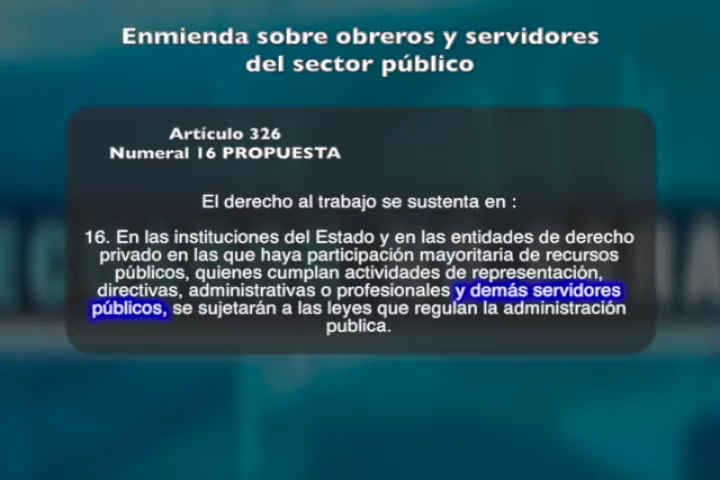 Enmienda sobre obreros y servidores
del sector público
Artículo 326
Numeral 16 PROPUESTA
El derecho al trabajo se sustenta en :
16. En las instituciones del Estado y en las entidades de derecho
privado en las que haya participación mayoritaria de recursos
públicos, quienes cumplan actividades de representación,
directivas, administrativas o profesionales y demás servidores
públicos, se sujetarán a las leyes que regulan la administración
publica.